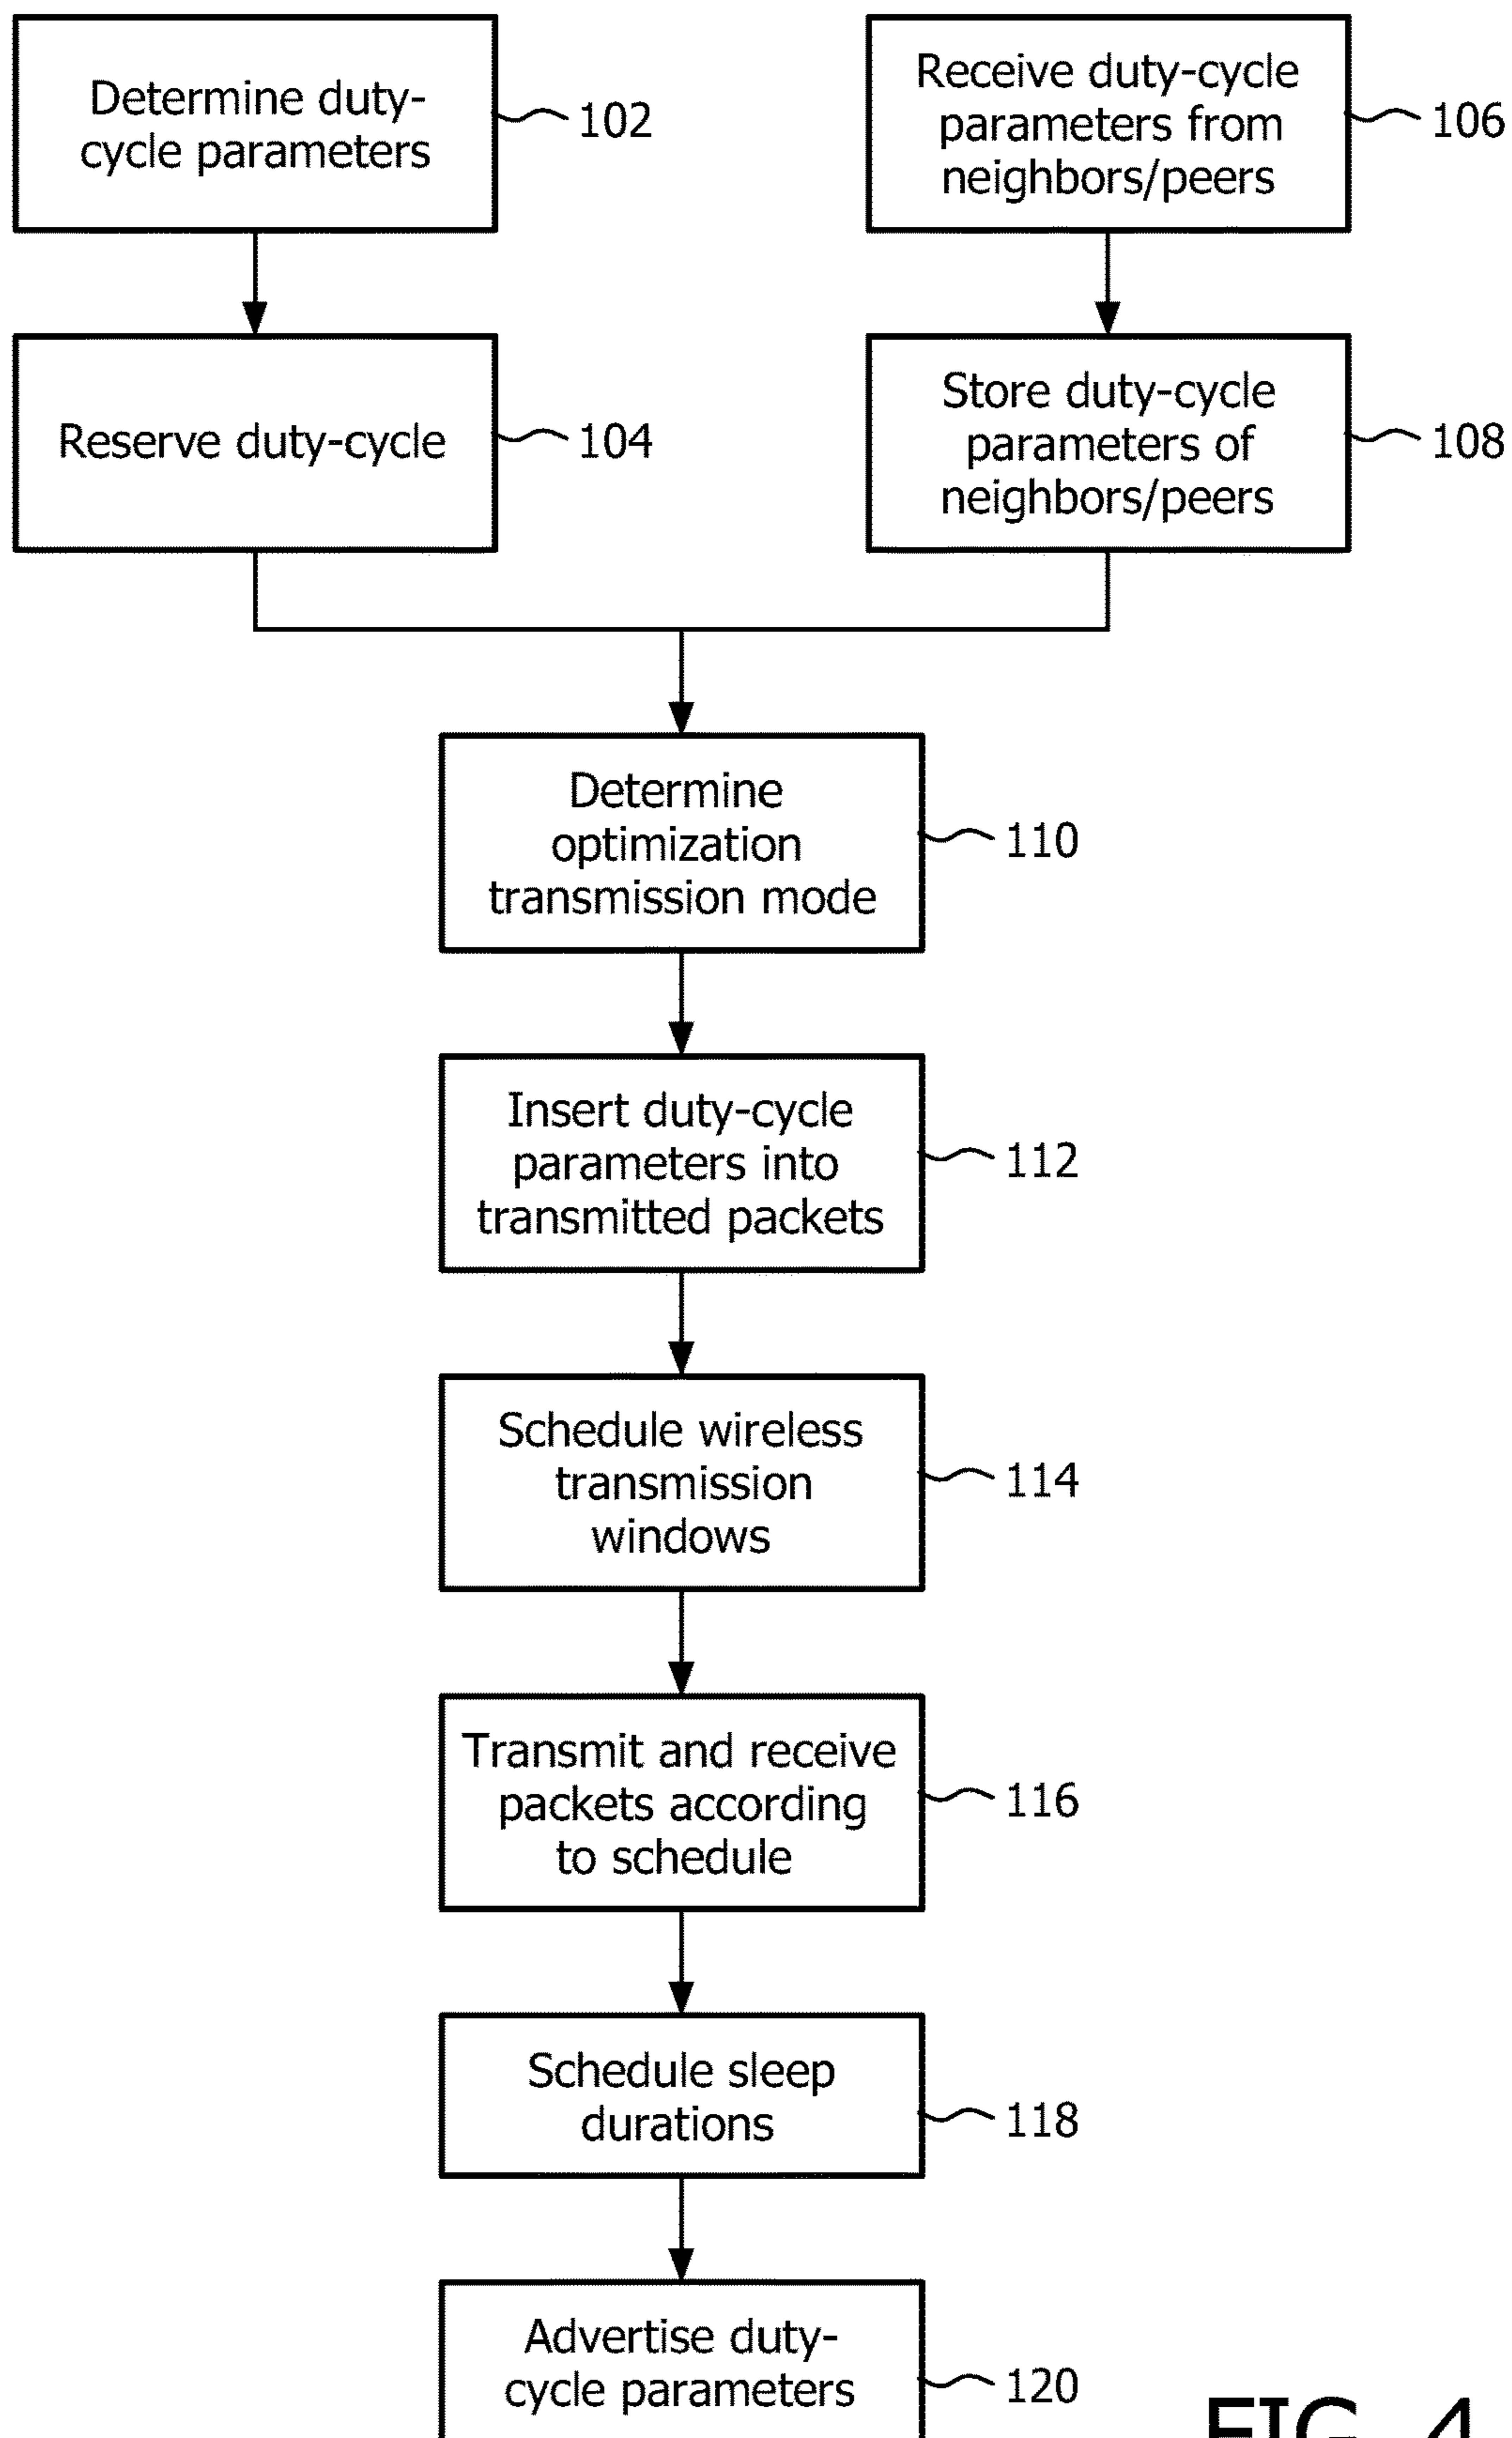 Determine duty-
cycle parameters
102
Receive duty-cycle
parameters from
neighbors/peers
106
Reserve duty-cycle
104
Store duty-cycle
parameters of
neighbors/peers
108
Determine
optimization
transmission mode
110
Insert duty-cycle
parameters into
transmitted packets
112
Schedule wireless
transmission
windows
114
Transmit and receive
packets according
to schedule
116
Schedule sleep
durations
118
Advertise duty-
cycle parameters
120
FIG. 4